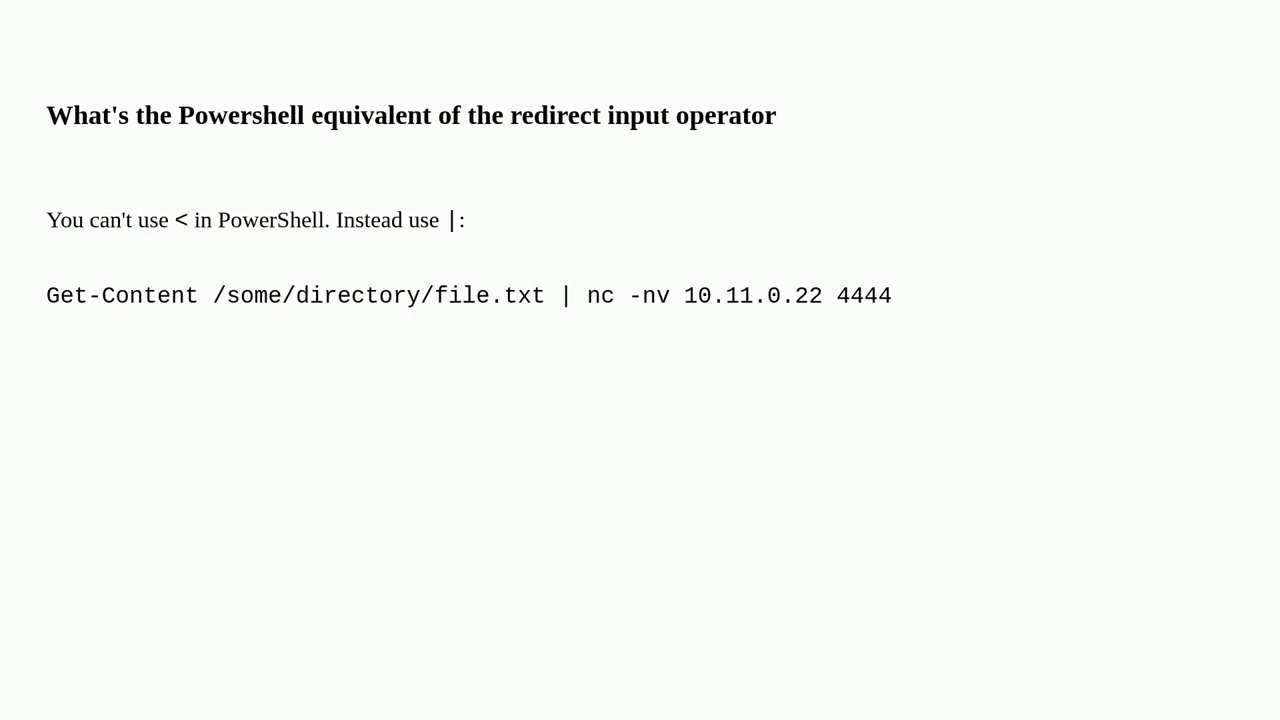 What's the Powershell equivalent of the redirect input operator
You can't use < in PowerShell. Instead use |:
Get-Content /some/directory/file.txt | nc -nv 10.11.0.22 4444